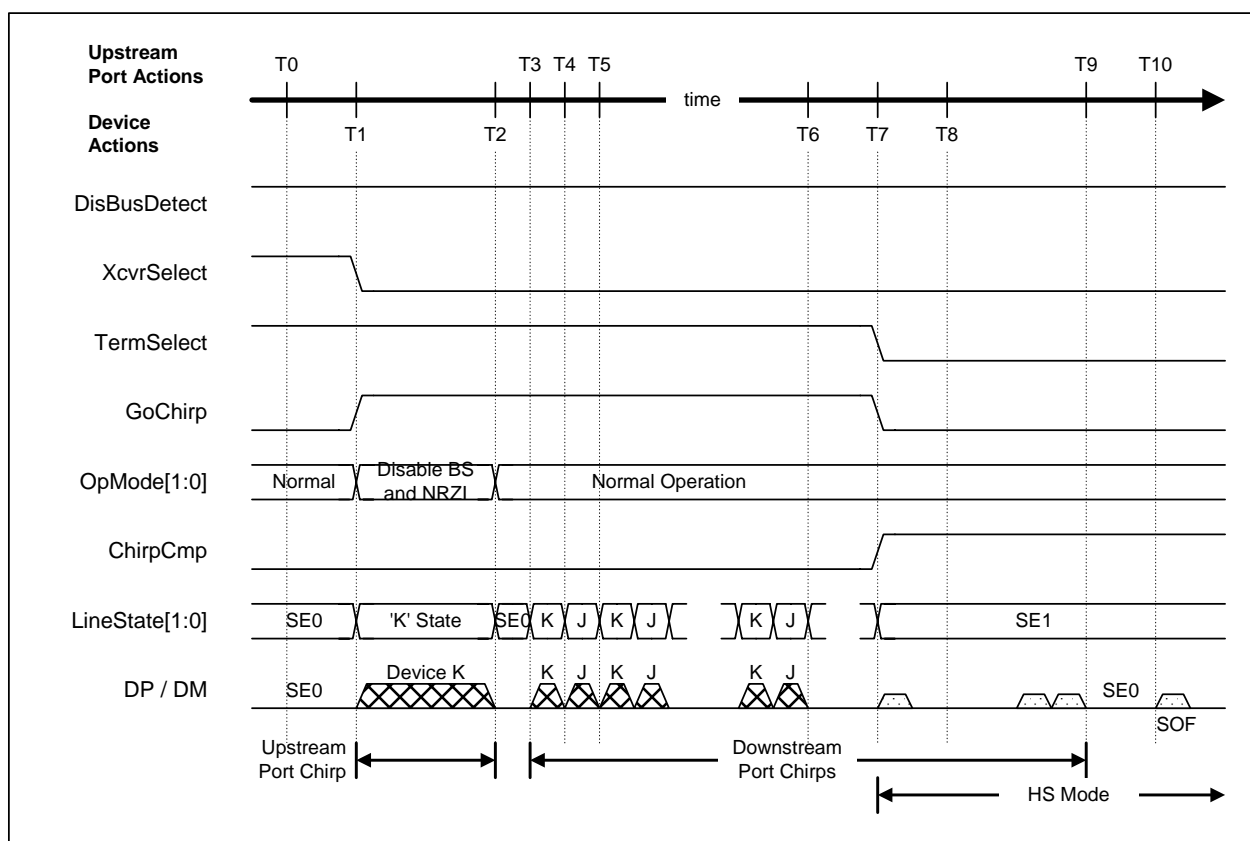 Upstream
Port Actions
T0 T3 T4 T5 T9 T10
time
Device
Actions
T1 T2 T6 T7 T8
DisBusDetect
XcvrSelect
TermSelect
GoChirp
OpMode[1:0] Normal Disable BS
and NRZI Normal Operation
ChirpCmp
LineState[1:0] SE0 'K' State SE0 K J K J K J SE1
DP / DM SE0 Device K K J K J K J SE0
SOF
Upstream
Port Chirp
Downstream
Port Chirps
HS Mode